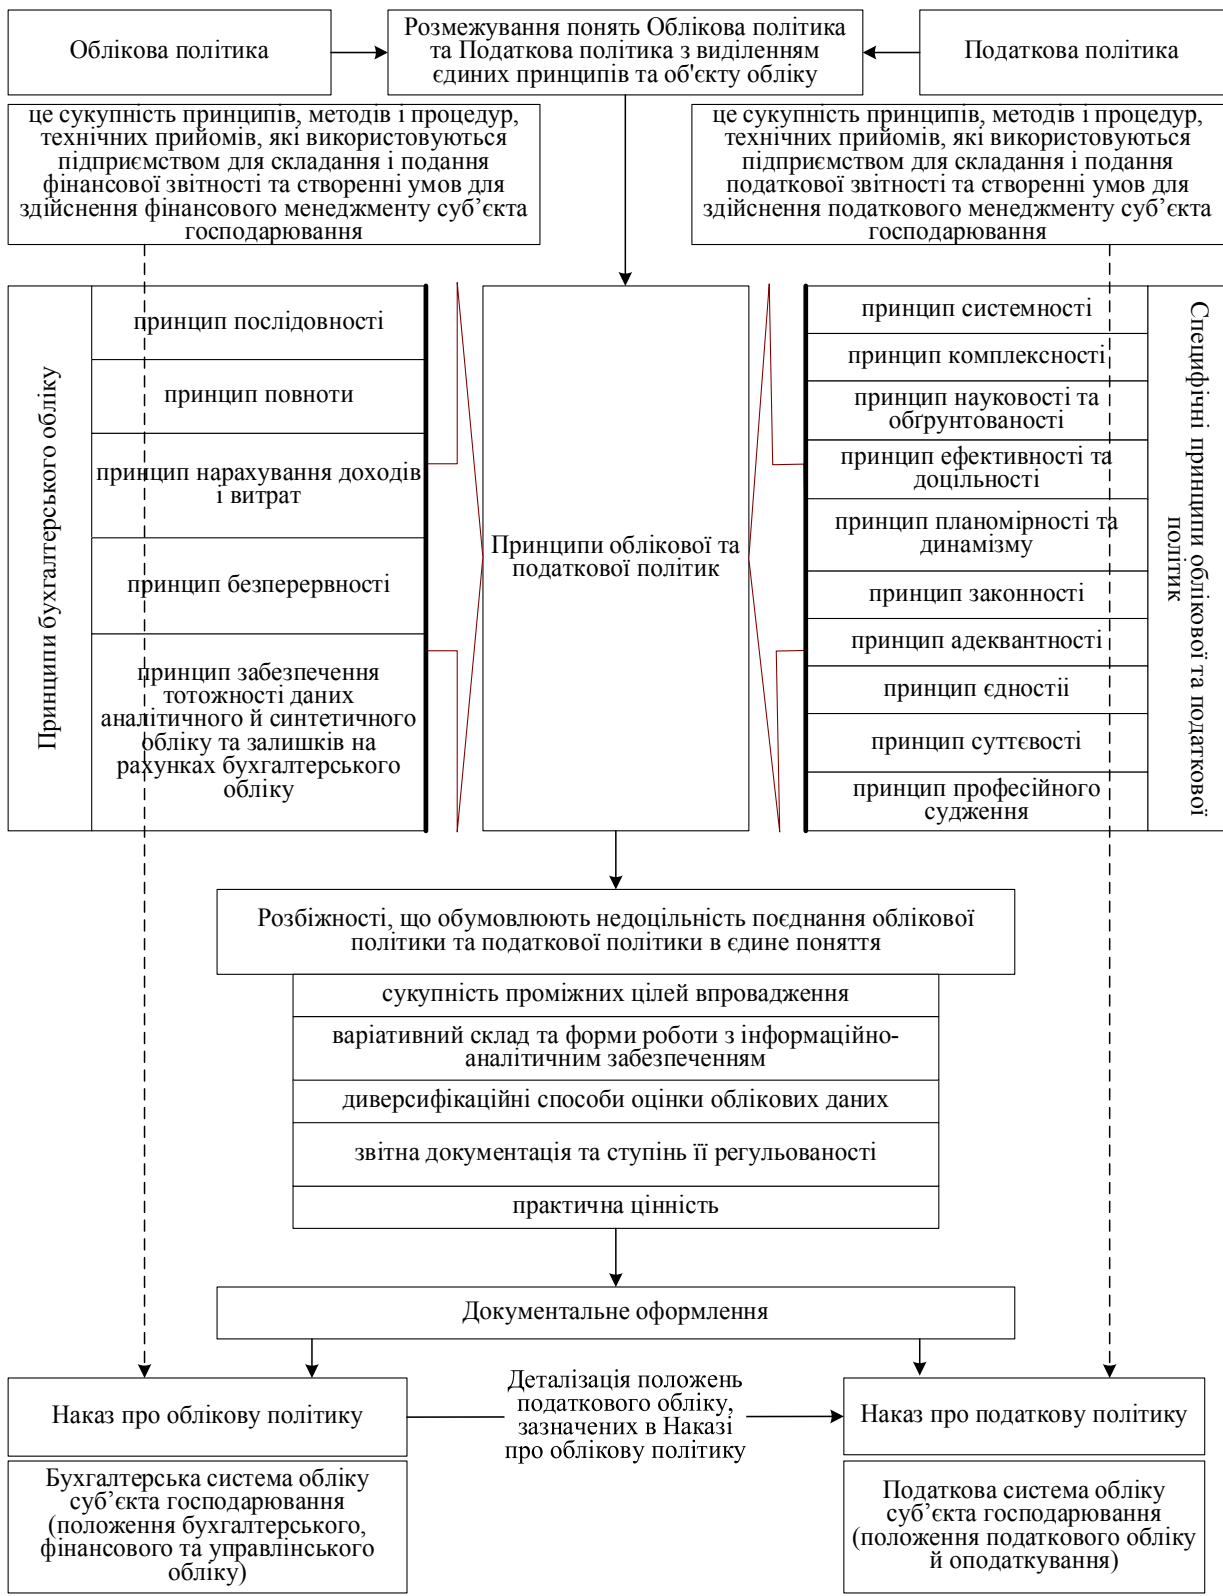 Облікова політика
Розмежування понять Облікова політика
та Податкова політика з виділенням
єдиних принципів та об'єкту обліку
Податкова політика
це сукупність принципів, методів і процедур,
технічних прийомів, які використовуються
підприємством для складання і подання
фінансової звітності та створенні умов для
здійснення фінансового менеджменту суб’єкта
господарювання
це сукупність принципів, методів і процедур,
технічних прийомів, які використовуються
підприємством для складання і подання
податкової звітності та створенні умов для
здійснення податкового менеджменту суб’єкта
господарювання
Принципи бухгалтерського обліку
принцип послідовності
принцип повноти
принцип нарахування доходів
і витрат
принцип безперервності
принцип забезпечення
тотожності даних
аналітичного й синтетичного
обліку та залишків на
рахунках бухгалтерського
обліку
Принципи облікової та
податкової політик
принцип системності
принцип комплексності
принцип науковості та
обґрунтованості
принцип ефективності та
доцільності
принцип планомірності та
динамізму
принцип законності
принцип адеквантності
принцип єдностіі
принцип суттєвості
принцип професійного
судження
Специфічні принципи облікової та податкової
політик
Розбіжності, що обумовлюють недоцільність поєднання облікової
політики та податкової політики в єдине поняття
сукупність проміжних цілей впровадження
варіативний склад та форми роботи з інформаційно-
аналітичним забезпеченням
диверсифікаційні способи оцінки облікових даних
звітна документація та ступінь її регульованості
практична цінність
Документальне оформлення
Наказ про облікову політику
Деталізація положень
податкового обліку,
зазначених в Наказі
про облікову політику
Наказ про податкову політику
Бухгалтерська система обліку
суб’єкта господарювання
(положення бухгалтерського,
фінансового та управлінського
обліку)
Податкова система обліку
суб’єкта господарювання
(положення податкового обліку
й оподаткування)